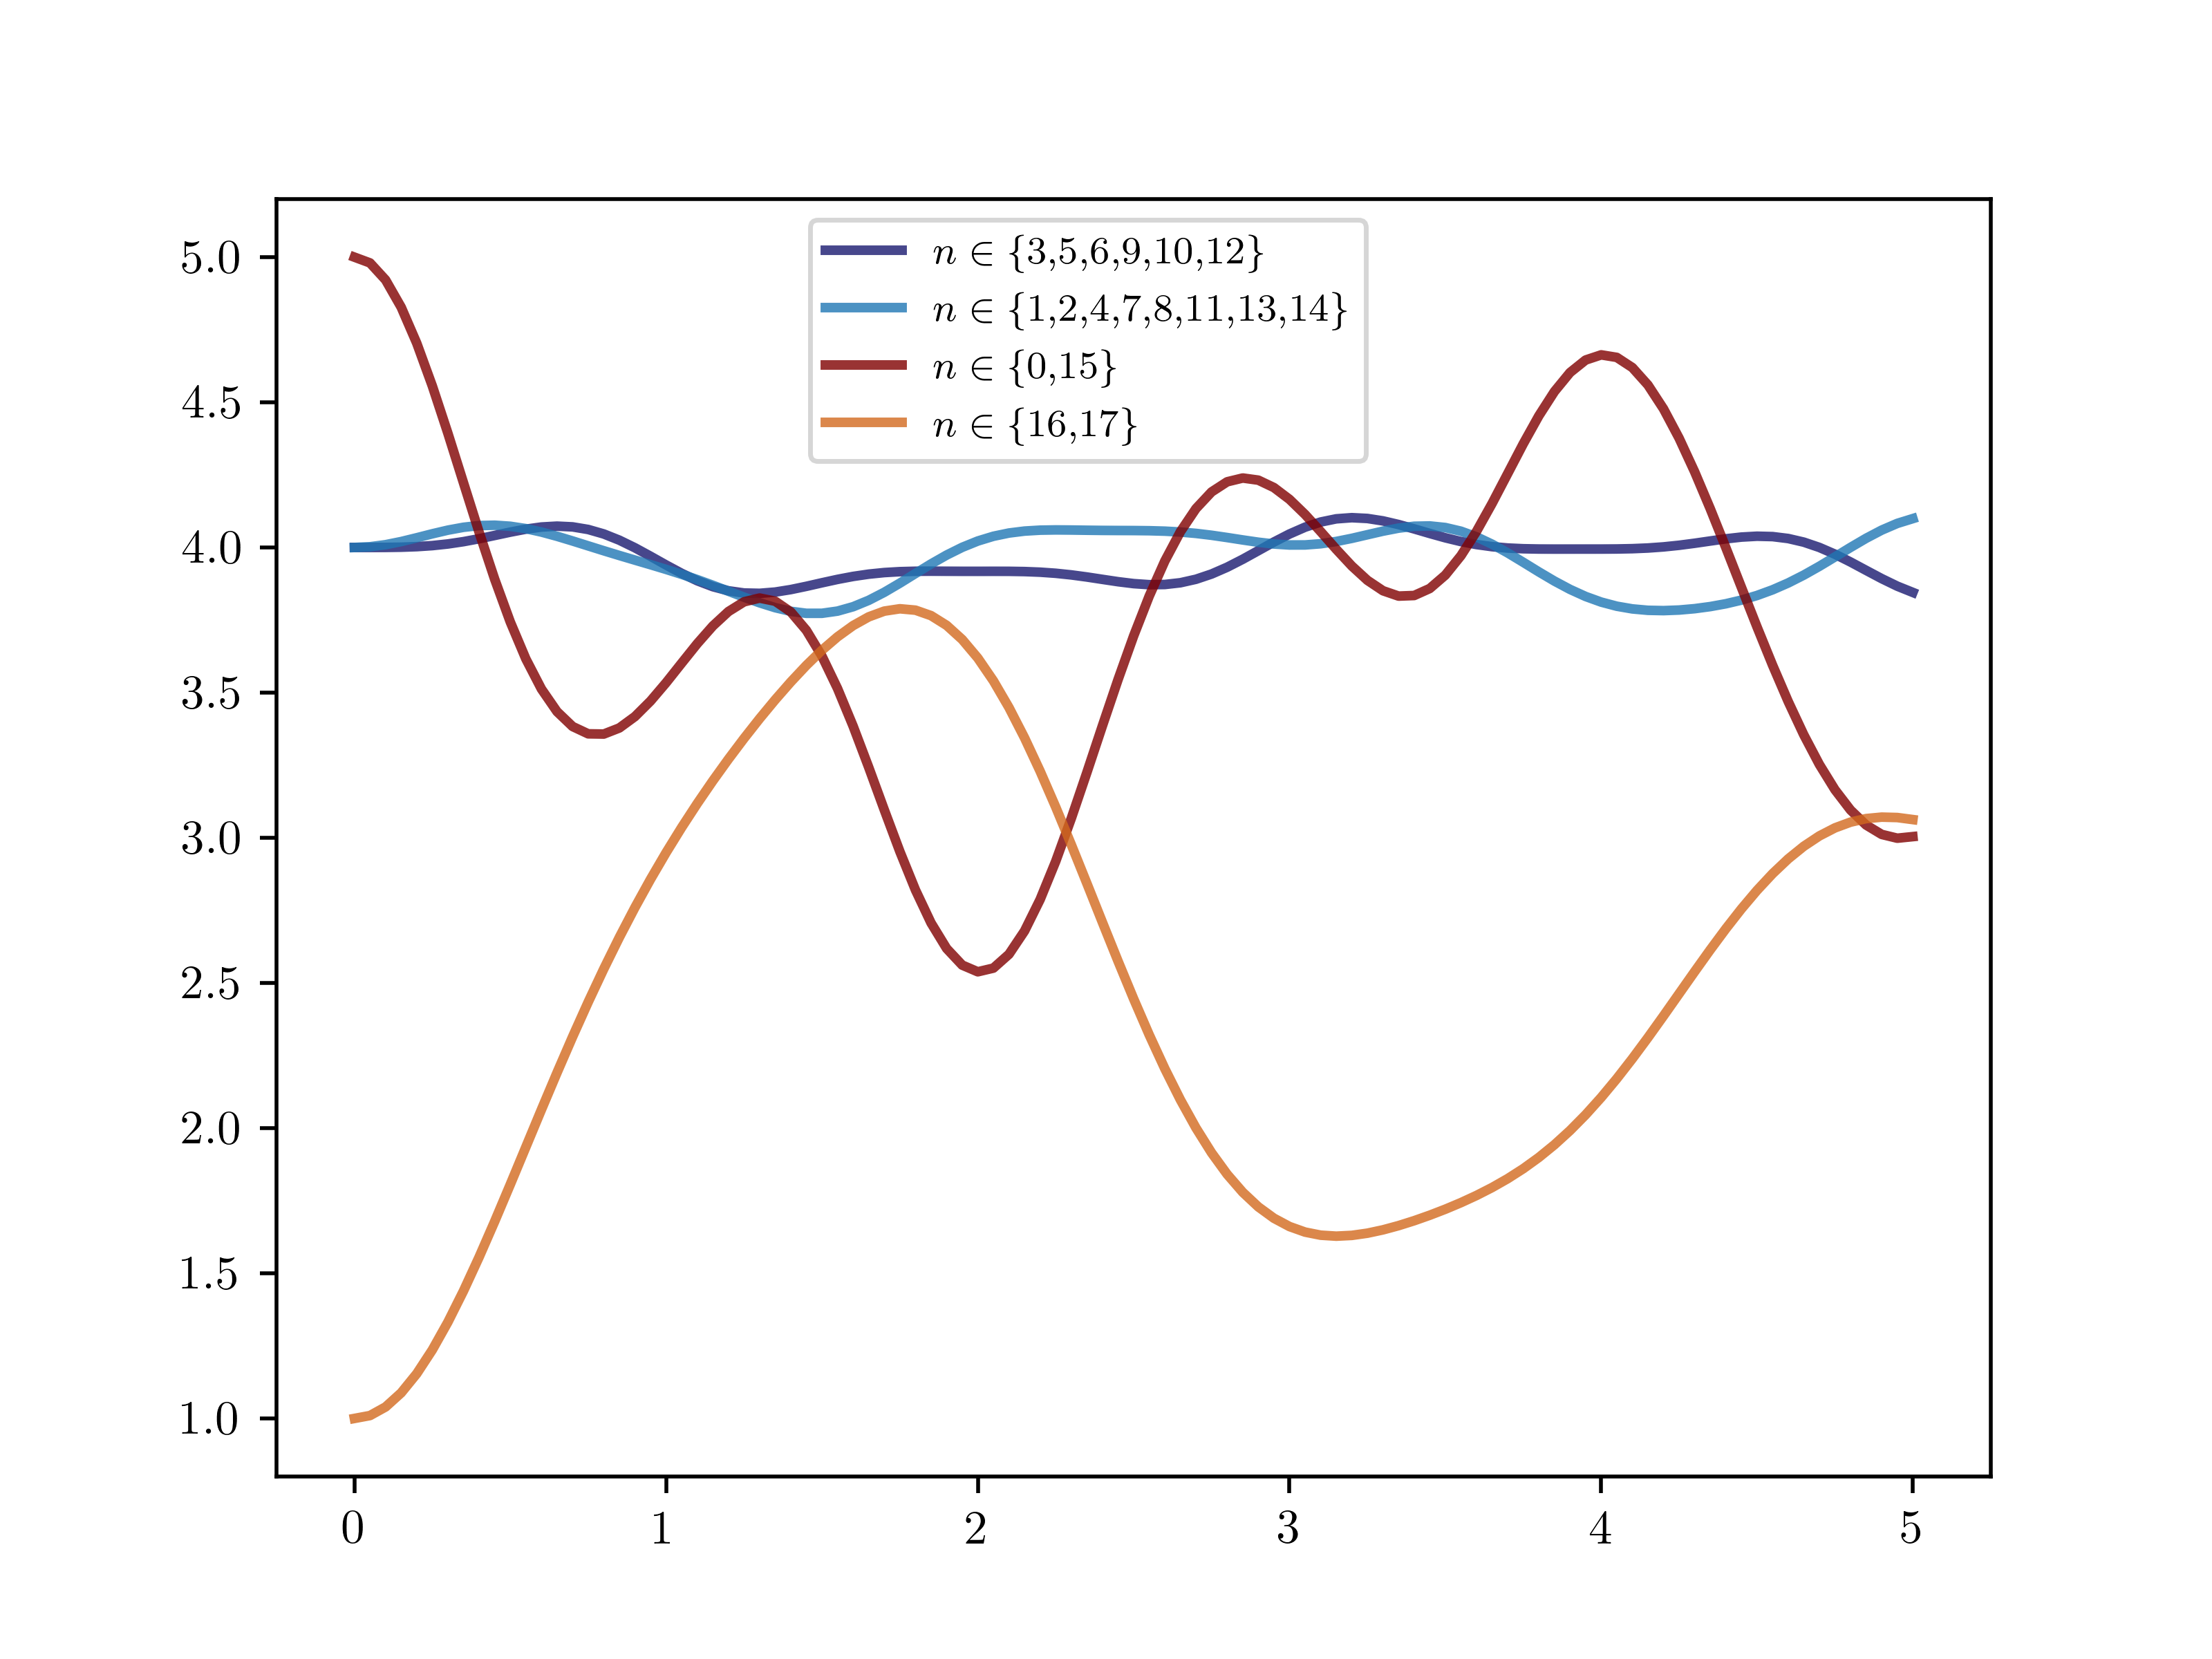 n ∈ {3,5,6,9,10,12}
n ∈ {1,2,4,7,8,11,13,14}
n ∈ {0,15}
n ∈ {16,17}
5.0
4.5
4.0
3.5
3.0
2.5
2.0
1.5
1.0
0 1 2 3 4 5